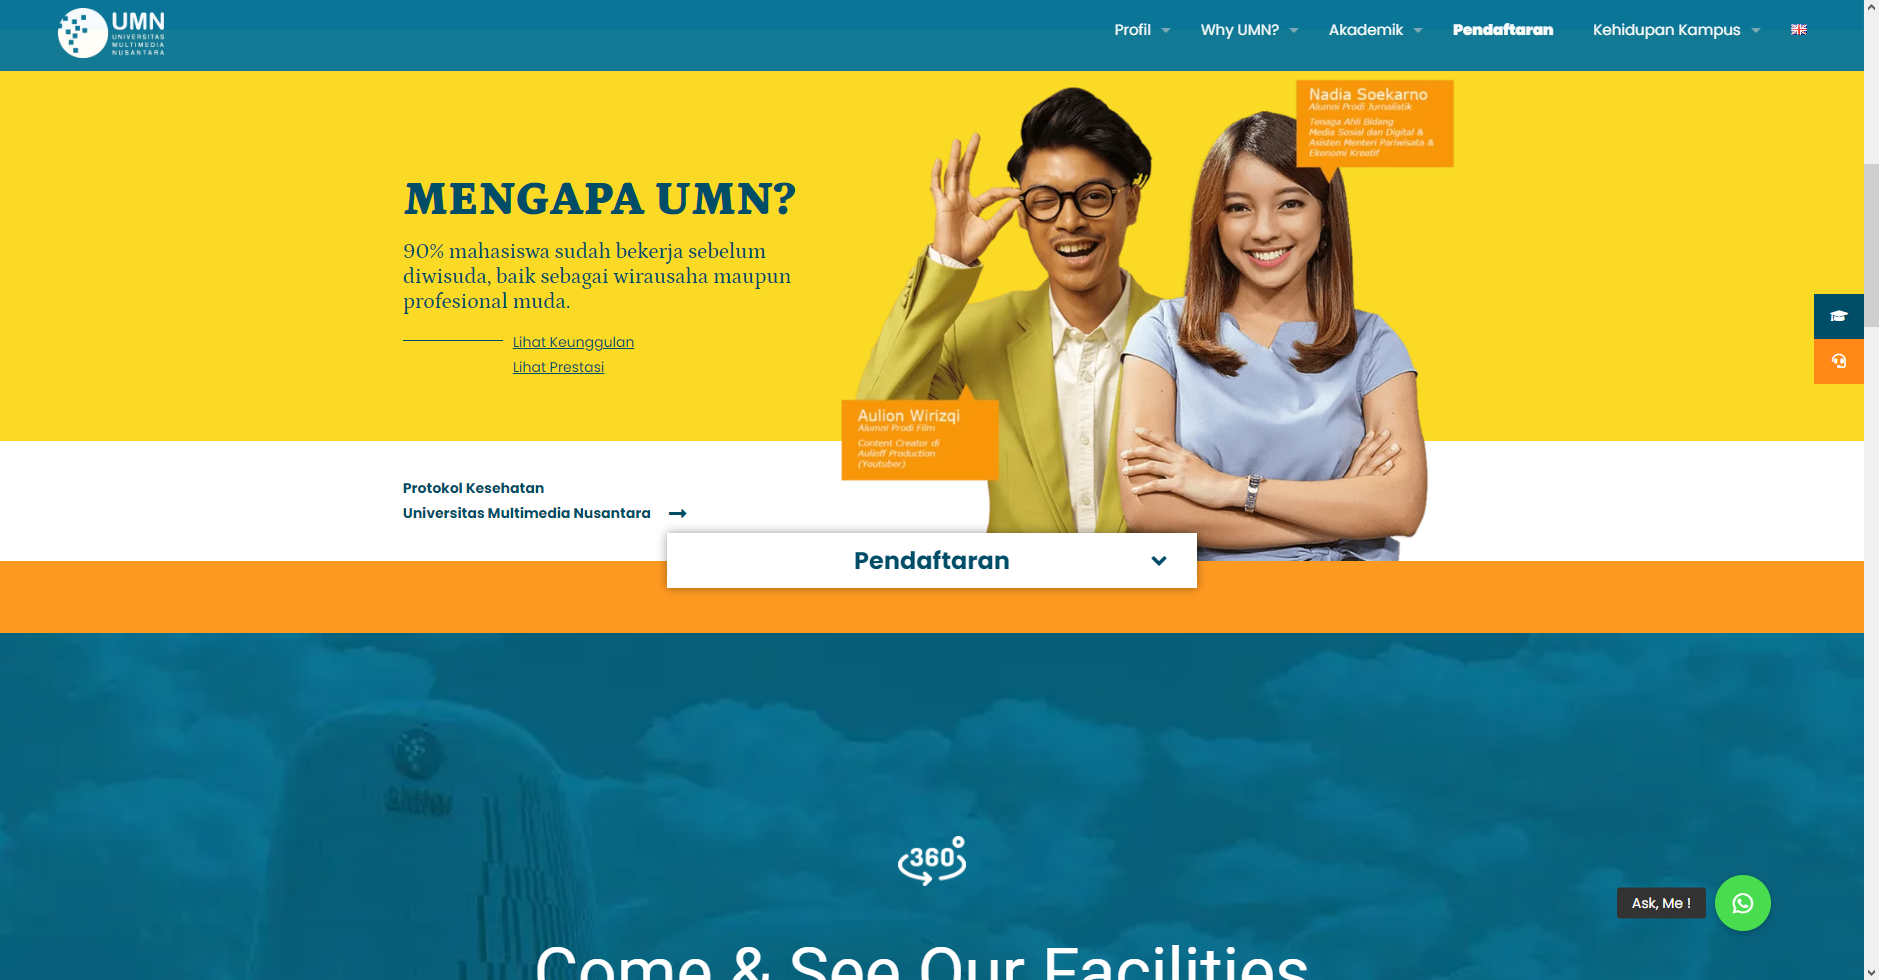 UMN
UNIVERSITAS
MULTIMEDIA
NUSANTARA
Profil
Why UMN?
Akademik
Pendaftaran
Kehidupan Kampus
Nadia Soekarno
Alumni Prodi Jurnalistik
Tenaga Ahli Bidang
Media Sosial dan Digital &
Asisten Menteri Pariwisata &
Ekonomi Kreatif
MENGAPA UMN?
90% mahasiswa sudah bekerja sebelum
diwisuda, baik sebagai wirausaha maupun
profesional muda.
Lihat Keunggulan
Lihat Prestasi
Aulion Wirizqi
Alumni Prodi Film
Content Creator di
Aulioff Production
(Youtuber)
Protokol Kesehatan
Universitas Multimedia Nusantara
Pendaftaran
360°
Ask, Me !
Come & See Our Facilities